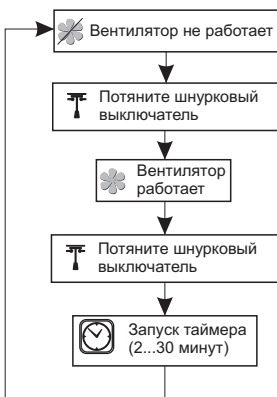 Вентилятор не работает
Потяните шнурковый
выключатель
Вентилятор
работает
Потяните шнурковый
выключатель
Запуск таймера
(2...30 минут)